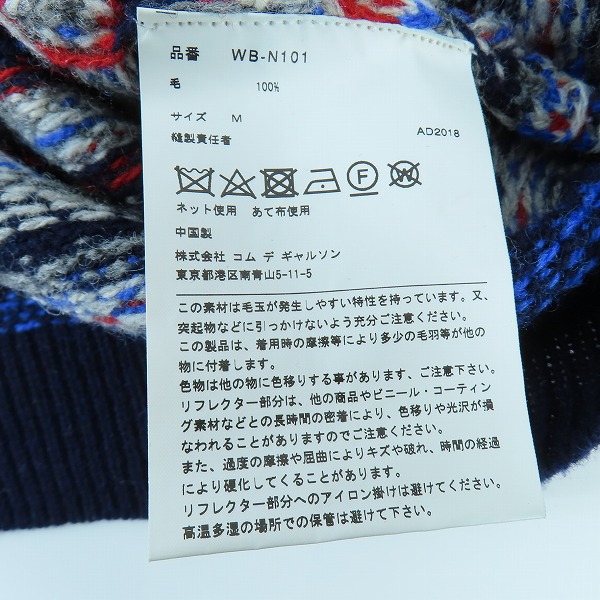 品番 WB-N101
毛 100%
サイズ M
縫製責任者 AD2018
F W
ネット使用 あて布使用
中国製
株式会社 コム デ ギャルソン
東京都港区南青山5-11-5
この素材は毛玉が発生しやすい特性を持っています。又、
突起物などに引っかけないよう充分ご注意ください。
この製品は、着用時の摩擦等により多少の毛羽等が他の
物に付着します。
色物は他の物に色移りする事があります、ご注意下さい。
リフレクター部分は、他の商品やビニール・コーティン
グ素材などとの長時間の密着により、色移りや光沢が損
なわれることがありますのでご注意ください。
また、過度の摩擦や屈曲によりキズや破れ、時間の経過
により硬化してくることがあります。
リフレクター部分へのアイロン掛けは避けてください。
高温多湿の場所での保管は避けて下さい。